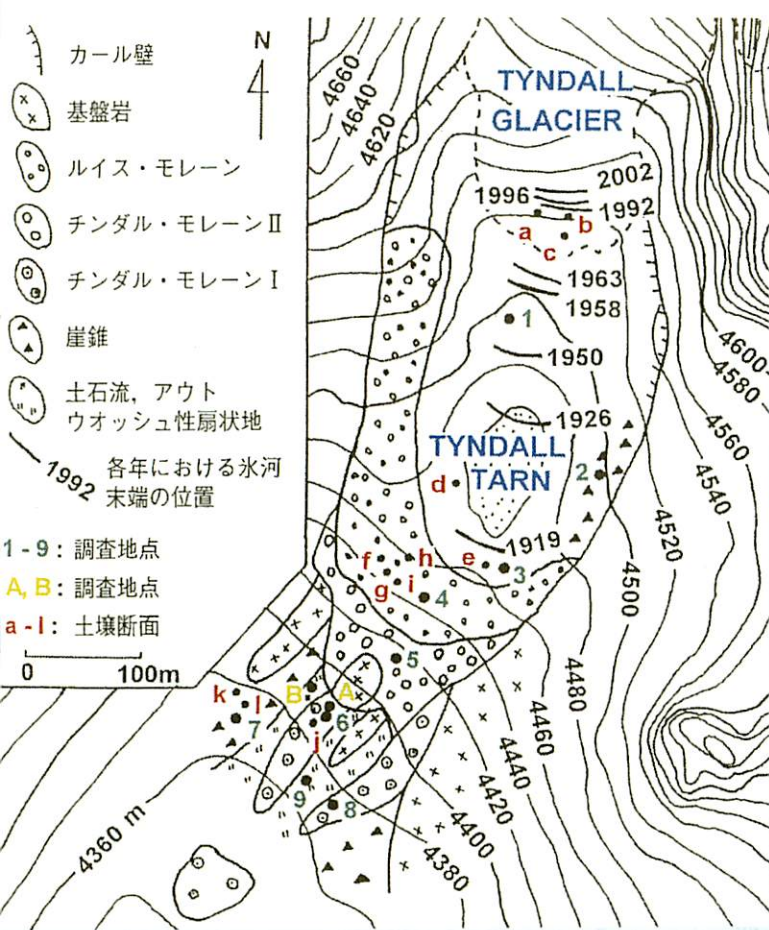 カール壁
基盤岩
ルイス・モレーン
チンダル・モレーンⅡ
チンダル・モレーンⅠ
崖錐
土石流，アウト
ウオッシュ性扇状地
1992 各年における氷河
末端の位置
1-9：調査地点
A, B：調査地点
a-l：土壌断面
0 100m
N
4660
4640
4620
TYNDALL
GLACIER
2002
1996
1992
a
b
c
1963
1958
1
1950
4600
4580
1926
4560
TYNDALL
TARN
d
2
4540
4520
1919
h
e
f
3
g
i
4
4500
5
4480
k
B
A
l
6
7
j
4460
4440
4420
9
8
4400
4380
4360 m